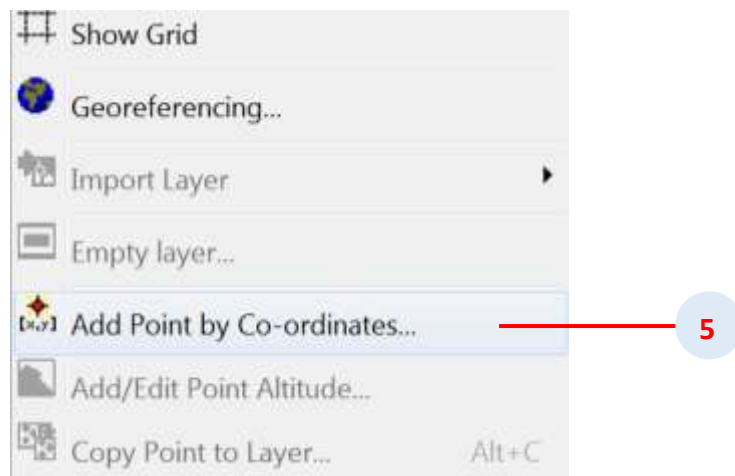 Show Grid
Georeferencing...
Import Layer
Empty layer...
[x,y] Add Point by Co-ordinates...
5
Add/Edit Point Altitude...
Copy Point to Layer... Alt+C